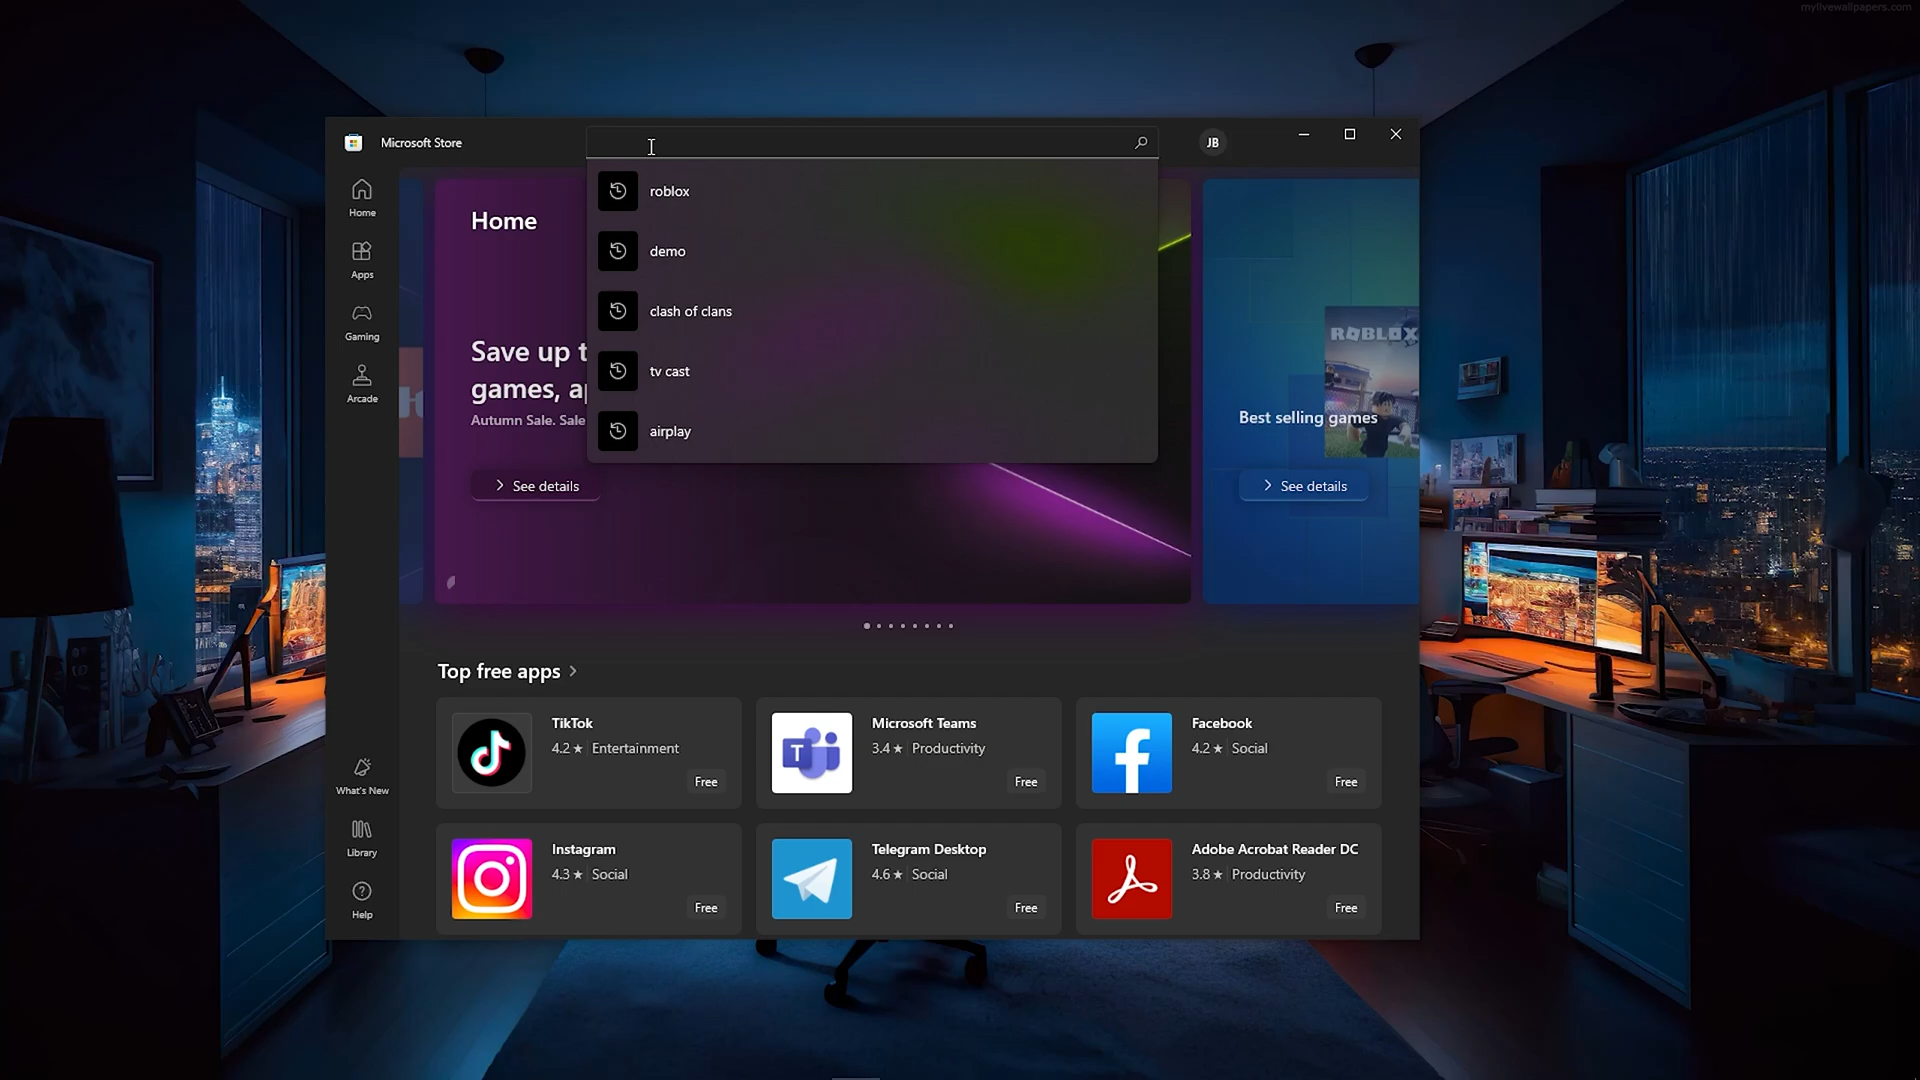 mylivewallpapers.com
Microsoft Store
JB
Home
Apps
Gaming
Arcade
What's New
Library
Help
roblox
demo
clash of clans
tv cast
airplay
Home
Save up t
games, a
Autumn Sale. Sale
See details
ROBLOX
Best selling games
See details
Top free apps
TikTok
4.2 ★ Entertainment
Free
Microsoft Teams
3.4 ★ Productivity
Free
Facebook
4.2 ★ Social
Free
Instagram
4.3 ★ Social
Free
Telegram Desktop
4.6 ★ Social
Free
Adobe Acrobat Reader DC
3.8 ★ Productivity
Free